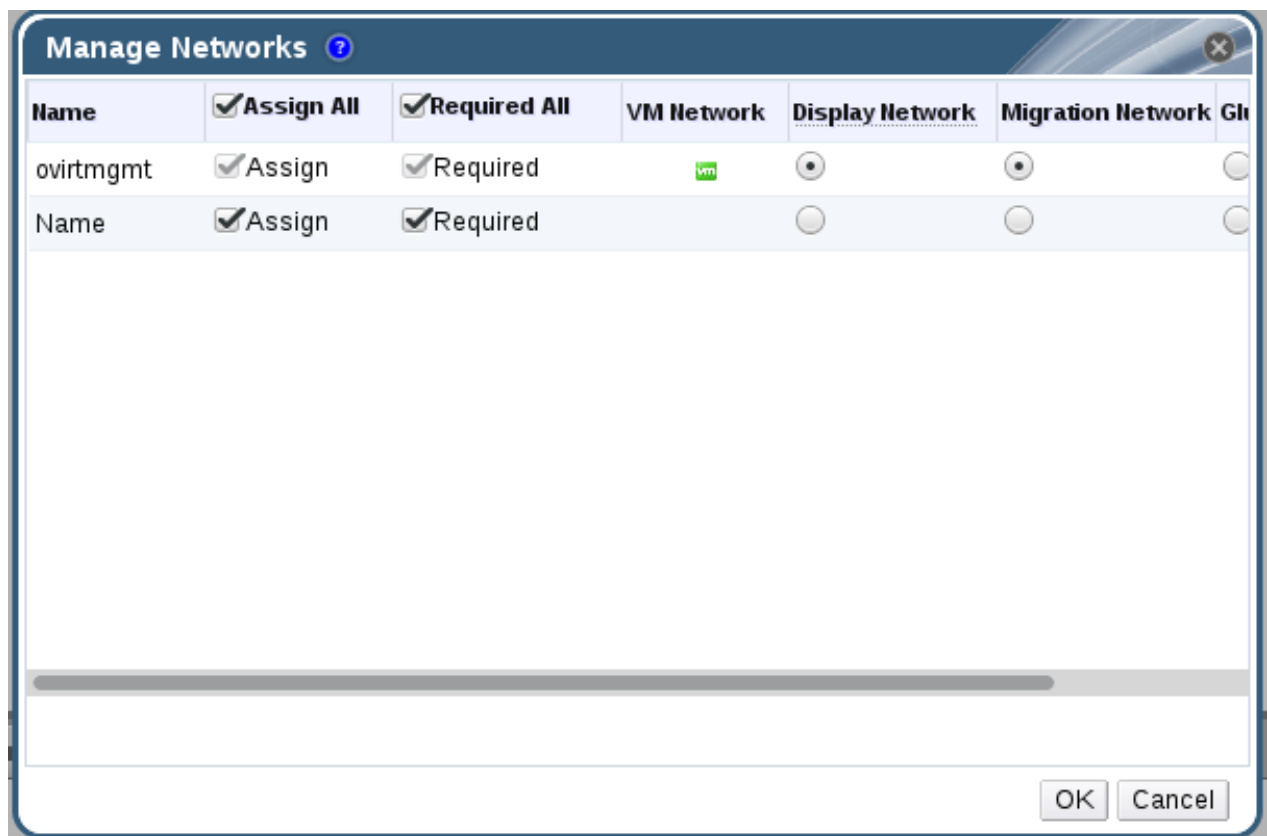 Manage Networks ?
Name Assign All Required All VM Network Display Network Migration Network Glu
ovirtmgmt Assign Required vm
Name Assign Required
OK Cancel